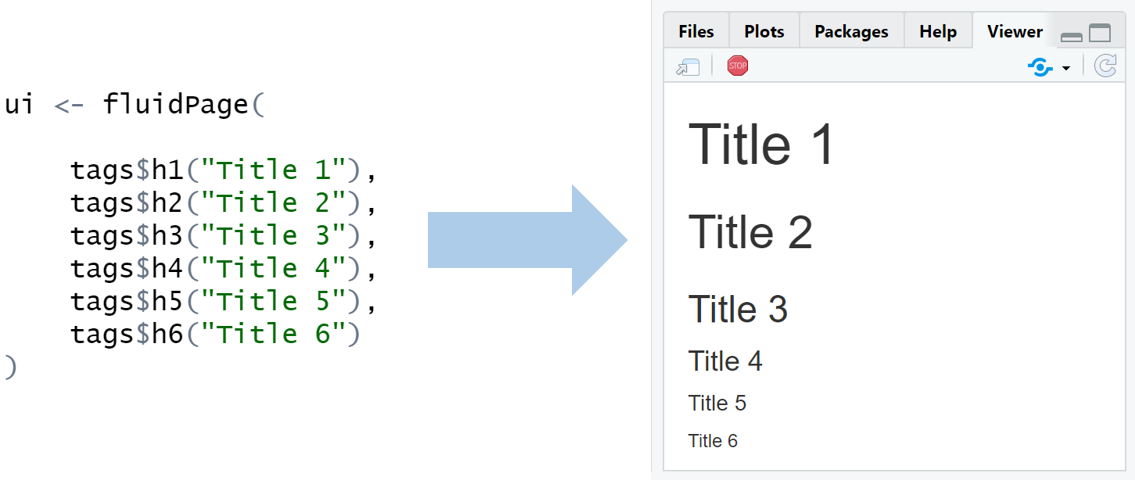 ui <- fluidPage(
tags$h1("Title 1"),
tags$h2("Title 2"),
tags$h3("Title 3"),
tags$h4("Title 4"),
tags$h5("Title 5"),
tags$h6("Title 6")
)
Files Plots Packages Help Viewer
STOP
Title 1
Title 2
Title 3
Title 4
Title 5
Title 6